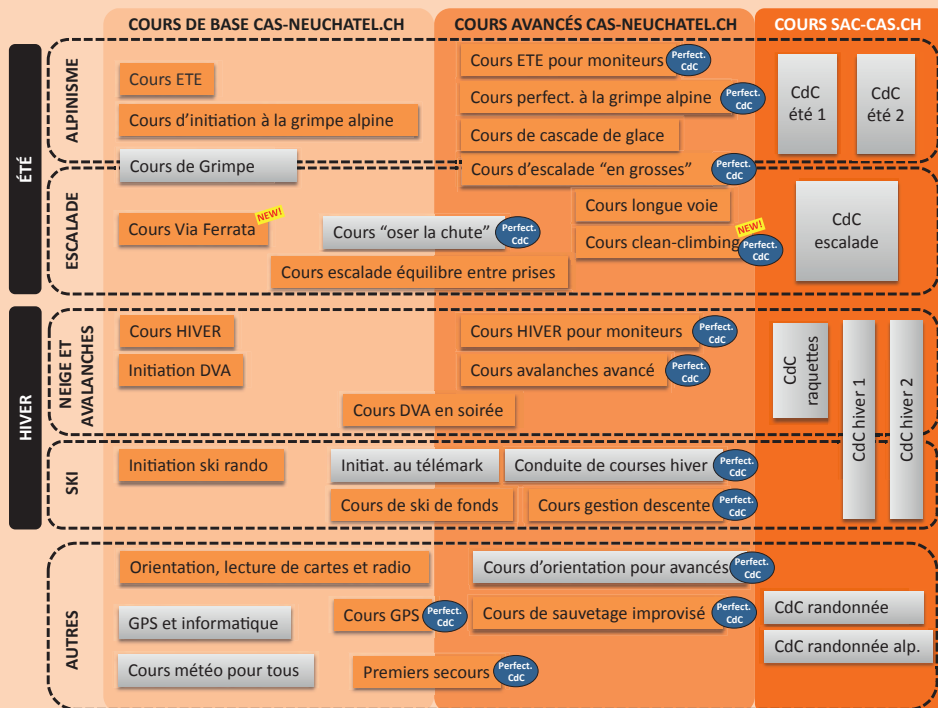 COURS DE BASE CAS-NEUCHATEL.CH
COURS AVANCÉS CAS-NEUCHATEL.CH
COURS SAC-CAS.CH
ÉTÉ
ALPINISME
Cours ETE
Cours d'initiation à la grimpe alpine
Cours ETE pour moniteurs
Perfect.
CdC
Cours perfect. à la grimpe alpine
Perfect.
CdC
Cours de cascade de glace
CdC
été 1
CdC
été 2
Cours de Grimpe
Cours d'escalade "en grosses"
Perfect.
CdC
ESCALADE
Cours Via Ferrata
NEW!
Cours "oser la chute"
Perfect.
CdC
Cours escalade équilibre entre prises
Cours longue voie
Cours clean-climbing
NEW!
Perfect.
CdC
CdC
escalade
HIVER
NEIGE ET
AVALANCHES
Cours HIVER
Initiation DVA
Cours HIVER pour moniteurs
Perfect.
CdC
Cours avalanches avancé
Perfect.
CdC
Cours DVA en soirée
CdC
raquettes
CdC hiver 1
CdC hiver 2
SKI
Initiation ski rando
Initiat. au télémark
Conduite de courses hiver
Perfect.
CdC
Cours de ski de fonds
Cours gestion descente
Perfect.
CdC
AUTRES
Orientation, lecture de cartes et radio
Cours d'orientation pour avancés
Perfect.
CdC
GPS et informatique
Cours GPS
Perfect.
CdC
Cours de sauvetage improvisé
Perfect.
CdC
CdC randonnée
CdC randonnée alp.
Cours météo pour tous
Premiers secours
Perfect.
CdC